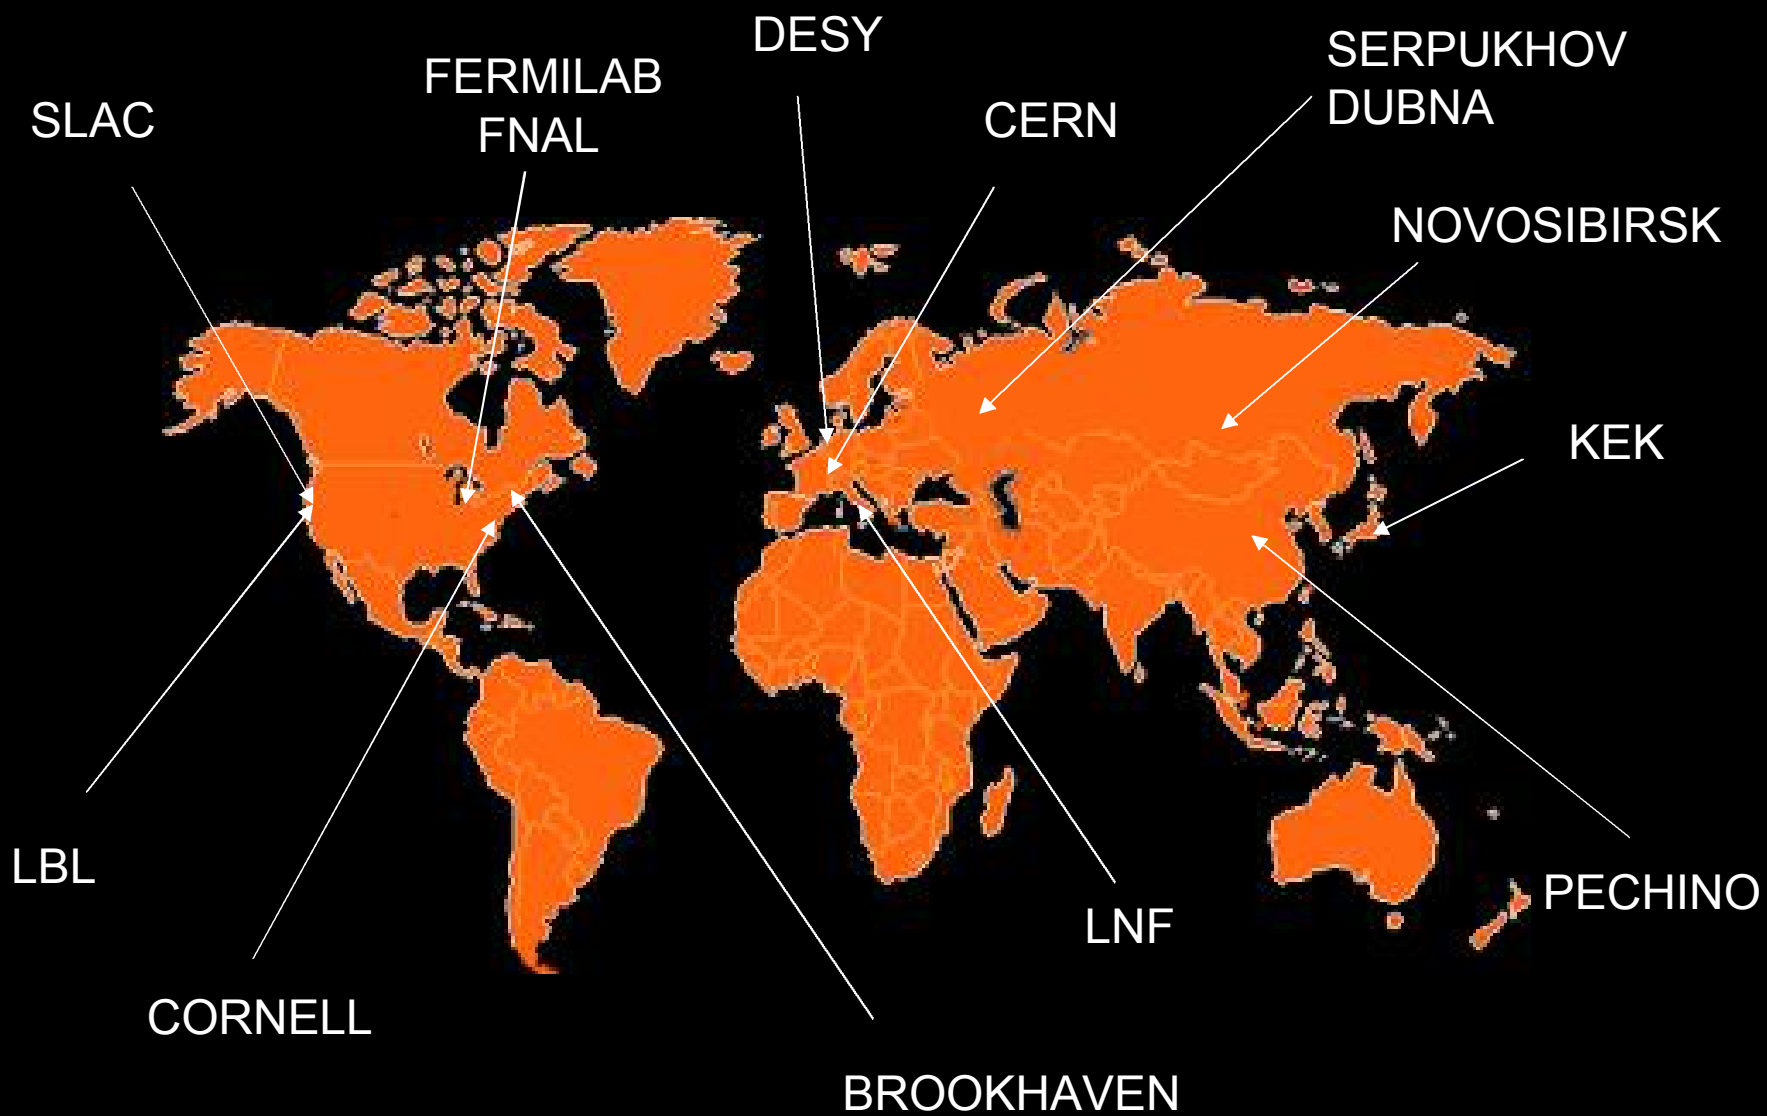 DESY
SERPUKHOV
DUBNA
FERMILAB
FNAL
SLAC
CERN
NOVOSIBIRSK
KEK
LBL
PECHINO
LNF
CORNELL
BROOKHAVEN